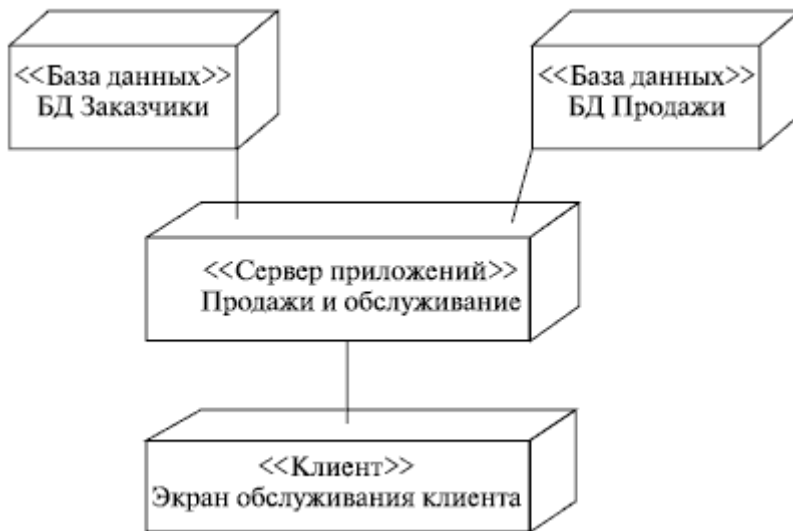 <<База данных>>
БД Заказчики
<<База данных>>
БД Продажи
<<Сервер приложений>>
Продажи и обслуживание
<<Клиент>>
Экран обслуживания клиента